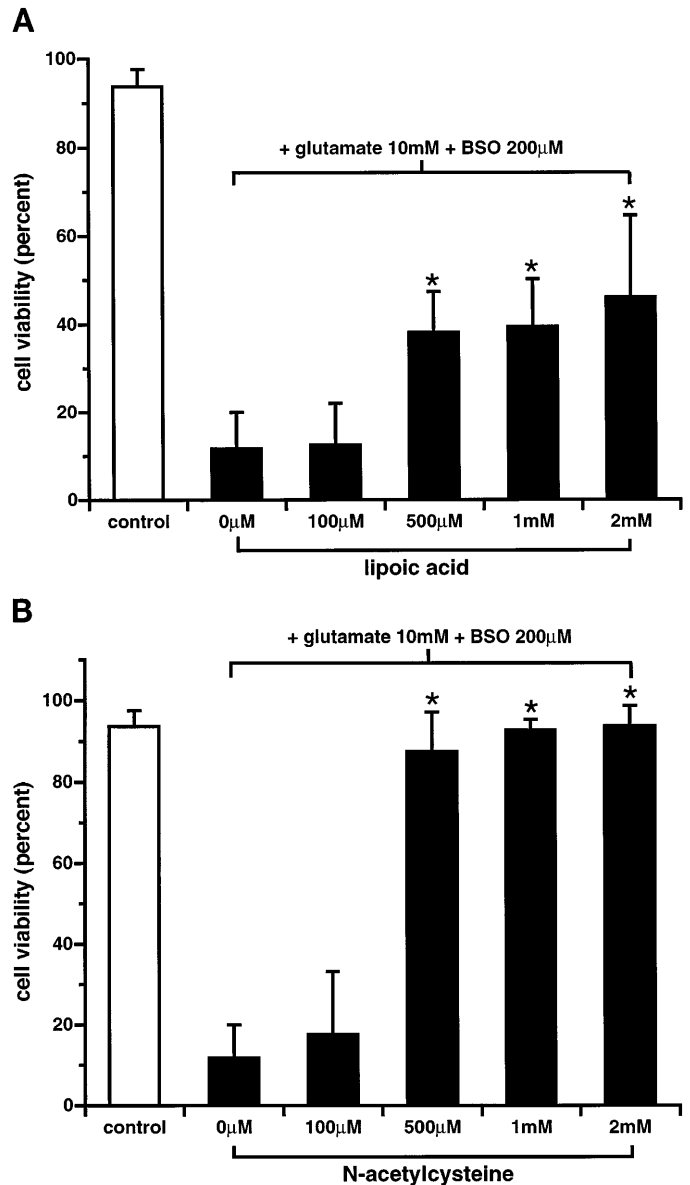 A
100
80
60
40
20
0
cell viability (percent)
+ glutamate 10mM + BSO 200µM
*
*
*
control 0µM 100µM 500µM 1mM 2mM
lipoic acid
B
100
80
60
40
20
0
cell viability (percent)
+ glutamate 10mM + BSO 200µM
*
*
*
control 0µM 100µM 500µM 1mM 2mM
N-acetylcysteine